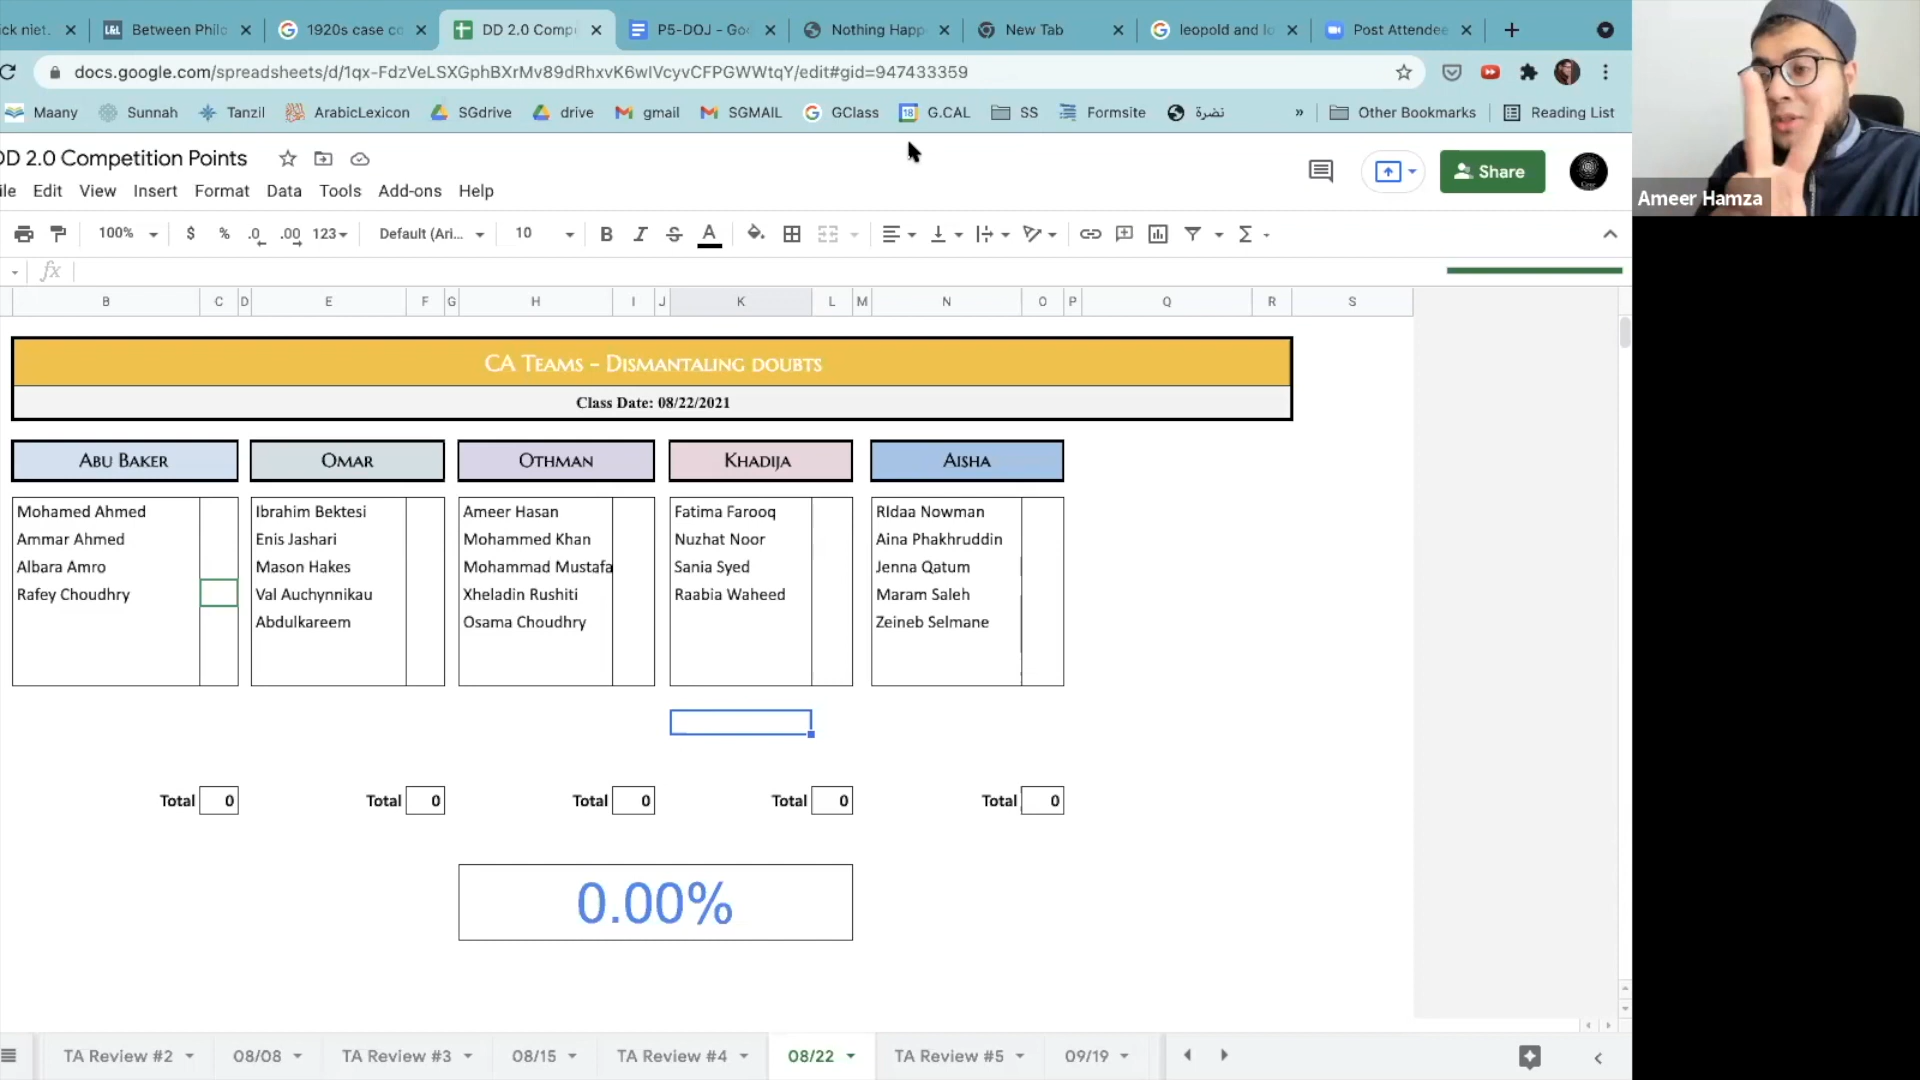 ck niet.
Between Philo
1920s case co
DD 2.0 Compe
P5-DOJ - Goo
Nothing Happ
New Tab
leopold and lo
Post Attendee
docs.google.com/spreadsheets/d/1qx-FdzVeLSXGphBXrMv89dRhxvK6wIVcyvCFPGWWtqY/edit#gid=947433359
Maany
Sunnah
Tanzil
ArabicLexicon
SGdrive
drive
gmail
SGMAIL
GClass
G.CAL
SS
Formsite
نضرة
»
Other Bookmarks
Reading List
DD 2.0 Competition Points
ile Edit View Insert Format Data Tools Add-ons Help
Share
Ameer Hamza
100% $ % .0 .00 123 Default (Ari... 10 B I S A Σ
fx
B C D E F G H I J K L M N O P Q R S
CA Teams - Dismantaling doubts
Class Date: 08/22/2021
Abu Baker Omar Othman Khadija Aisha
Mohamed Ahmed Ibrahim Bektesi Ameer Hasan Fatima Farooq RIdaa Nowman
Ammar Ahmed Enis Jashari Mohammed Khan Nuzhat Noor Aina Phakhruddin
Albara Amro Mason Hakes Mohammad Mustafa Sania Syed Jenna Qatum
Rafey Choudhry Val Auchynnikau Xheladin Rushiti Raabia Waheed Maram Saleh
Abdulkareem Osama Choudhry Zeineb Selmane
Total 0 Total 0 Total 0 Total 0 Total 0
0.00%
TA Review #2 08/08 TA Review #3 08/15 TA Review #4 08/22 TA Review #5 09/19